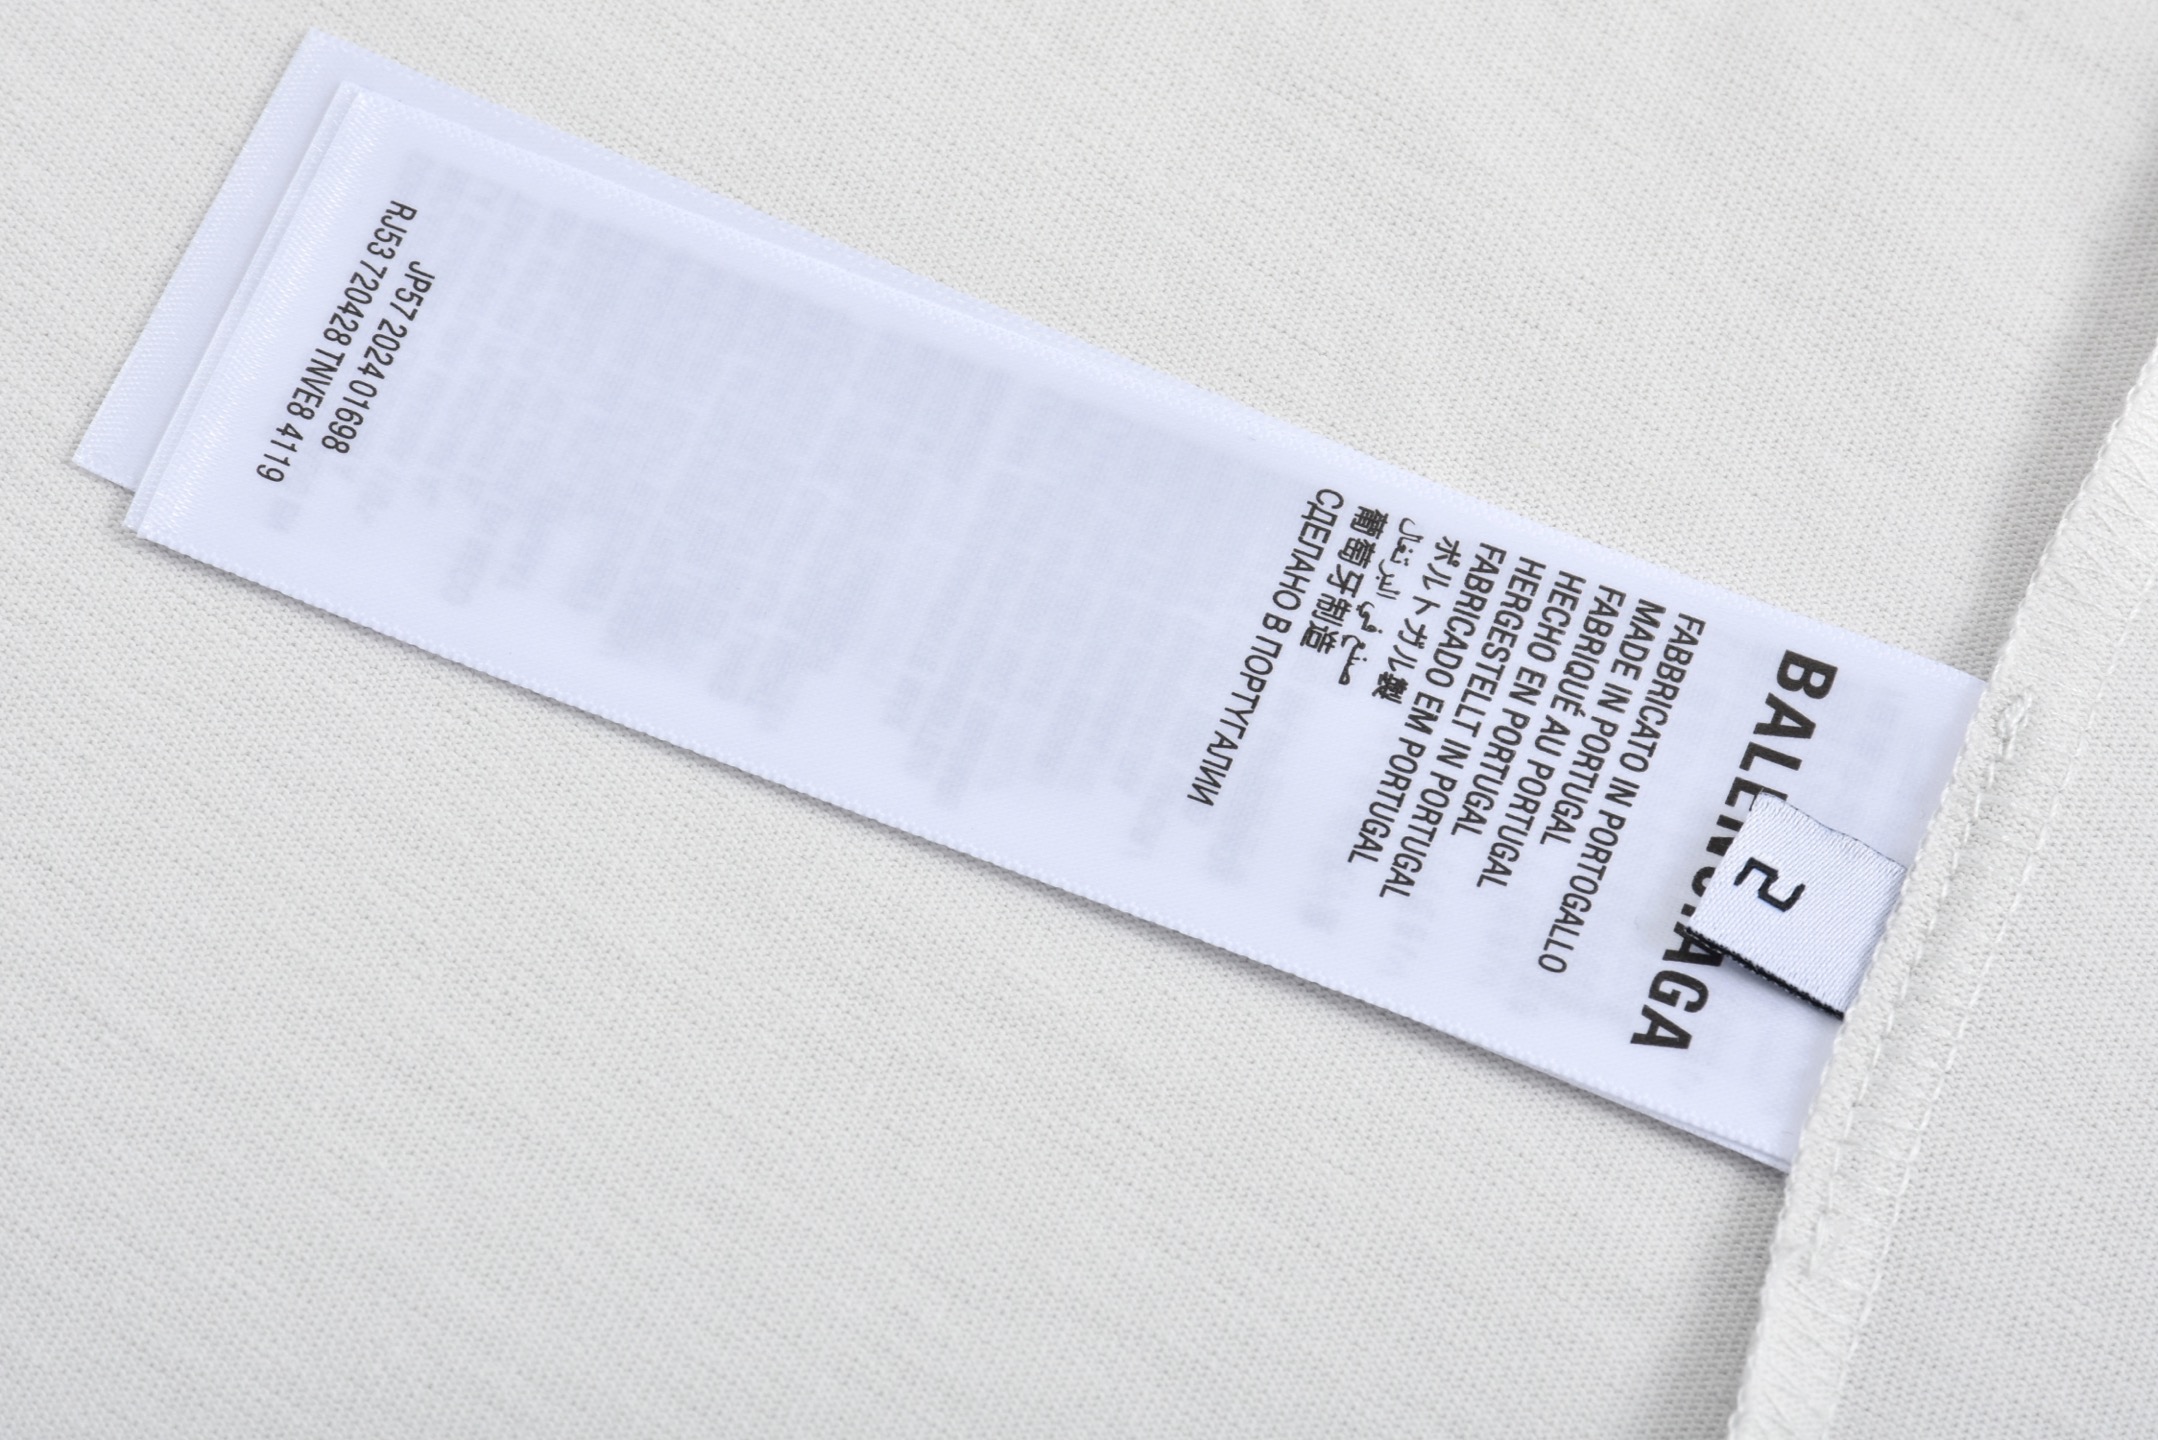 BALENCIAGA
2
FABBRICATO IN PORTOGALLO
MADE IN PORTUGAL
FABRIQUÉ AU PORTUGAL
HECHO EN PORTUGAL
HERGESTELLT IN PORTUGAL
FABRICADO EM PORTUGAL
ポルトガル製
صنع في البرتغال
葡萄牙制造
СДЕЛАНО В ПОРТУГАЛИИ
JP57 2024 01698
RJ53 720428 TNVE8 4119